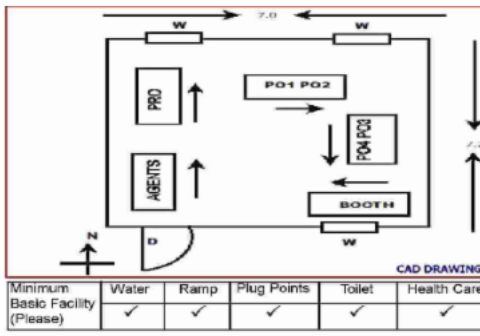 7.0
W W
PO1 PO2
PRO
PO4 PO3
AGENTS
BOOTH
N
D
W
CAD DRAWING
Minimum Basic Facility (Please) Water Ramp Plug Points Toilet Health Care
✓ ✓ ✓ ✓ ✓